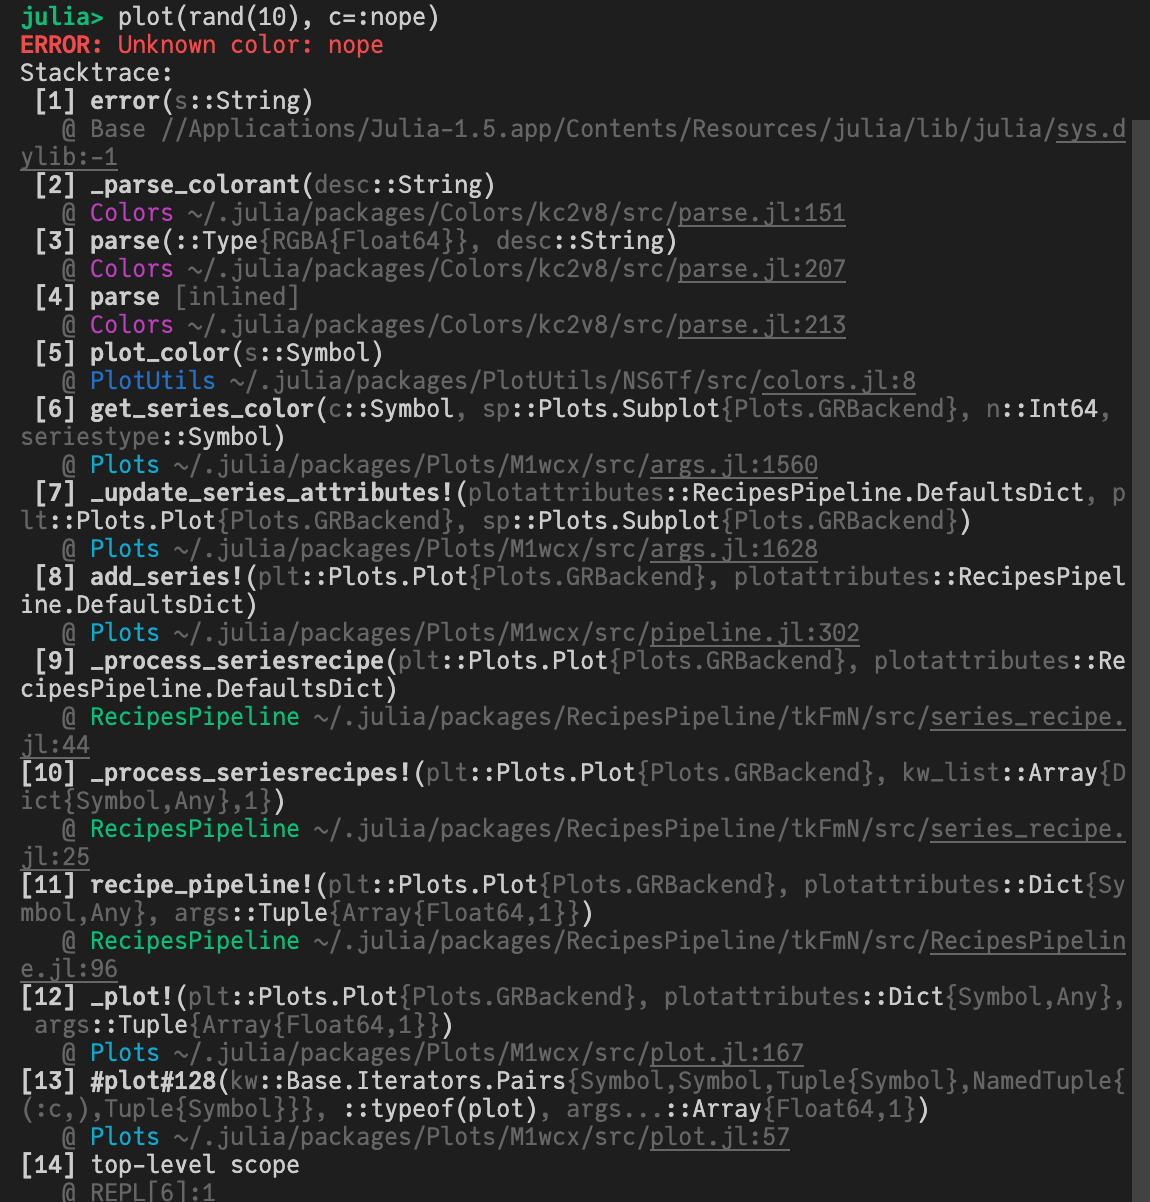 julia> plot(rand(10), c=:nope)
ERROR: Unknown color: nope
Stacktrace:
 [1] error(s::String)
   @ Base //Applications/Julia-1.5.app/Contents/Resources/julia/lib/julia/sys.d
ylib:-1
 [2] _parse_colorant(desc::String)
   @ Colors ~/.julia/packages/Colors/kc2v8/src/parse.jl:151
 [3] parse(::Type{RGBA{Float64}}, desc::String)
   @ Colors ~/.julia/packages/Colors/kc2v8/src/parse.jl:207
 [4] parse [inlined]
   @ Colors ~/.julia/packages/Colors/kc2v8/src/parse.jl:213
 [5] plot_color(s::Symbol)
   @ PlotUtils ~/.julia/packages/PlotUtils/NS6Tf/src/colors.jl:8
 [6] get_series_color(c::Symbol, sp::Plots.Subplot{Plots.GRBackend}, n::Int64,
seriestype::Symbol)
   @ Plots ~/.julia/packages/Plots/M1wcx/src/args.jl:1560
 [7] _update_series_attributes!(plotattributes::RecipesPipeline.DefaultsDict, p
lt::Plots.Plot{Plots.GRBackend}, sp::Plots.Subplot{Plots.GRBackend})
   @ Plots ~/.julia/packages/Plots/M1wcx/src/args.jl:1628
 [8] add_series!(plt::Plots.Plot{Plots.GRBackend}, plotattributes::RecipesPipel
ine.DefaultsDict)
   @ Plots ~/.julia/packages/Plots/M1wcx/src/pipeline.jl:302
 [9] _process_seriesrecipe(plt::Plots.Plot{Plots.GRBackend}, plotattributes::Re
cipesPipeline.DefaultsDict)
   @ RecipesPipeline ~/.julia/packages/RecipesPipeline/tkFmN/src/series_recipe.
jl:44
[10] _process_seriesrecipes!(plt::Plots.Plot{Plots.GRBackend}, kw_list::Array{D
ict{Symbol,Any},1})
   @ RecipesPipeline ~/.julia/packages/RecipesPipeline/tkFmN/src/series_recipe.
jl:25
[11] recipe_pipeline!(plt::Plots.Plot{Plots.GRBackend}, plotattributes::Dict{Sy
mbol,Any}, args::Tuple{Array{Float64,1}})
   @ RecipesPipeline ~/.julia/packages/RecipesPipeline/tkFmN/src/RecipesPipelin
e.jl:96
[12] _plot!(plt::Plots.Plot{Plots.GRBackend}, plotattributes::Dict{Symbol,Any},
 args::Tuple{Array{Float64,1}})
   @ Plots ~/.julia/packages/Plots/M1wcx/src/plot.jl:167
[13] #plot#128(kw::Base.Iterators.Pairs{Symbol,Symbol,Tuple{Symbol},NamedTuple{
(:c,),Tuple{Symbol}}}, ::typeof(plot), args...::Array{Float64,1})
   @ Plots ~/.julia/packages/Plots/M1wcx/src/plot.jl:57
[14] top-level scope
   @ REPL[6]:1